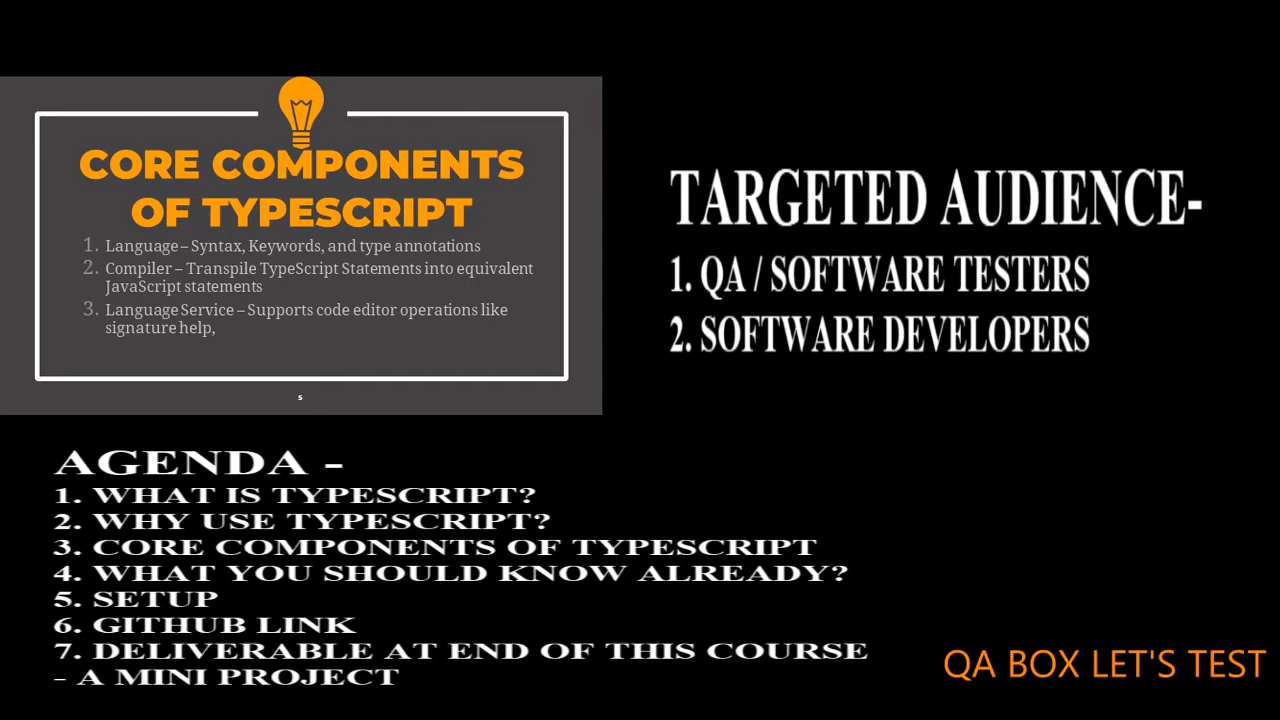 CORE COMPONENTS
OF TYPESCRIPT
1. Language – Syntax, Keywords, and type annotations
2. Compiler – Transpile TypeScript Statements into equivalent
JavaScript statements
3. Language Service – Supports code editor operations like
signature help,
5
TARGETED AUDIENCE-
1. QA / SOFTWARE TESTERS
2. SOFTWARE DEVELOPERS
AGENDA -
1. WHAT IS TYPESCRIPT?
2. WHY USE TYPESCRIPT?
3. CORE COMPONENTS OF TYPESCRIPT
4. WHAT YOU SHOULD KNOW ALREADY?
5. SETUP
6. GITHUB LINK
7. DELIVERABLE AT END OF THIS COURSE
- A MINI PROJECT
QA BOX LET'S TEST